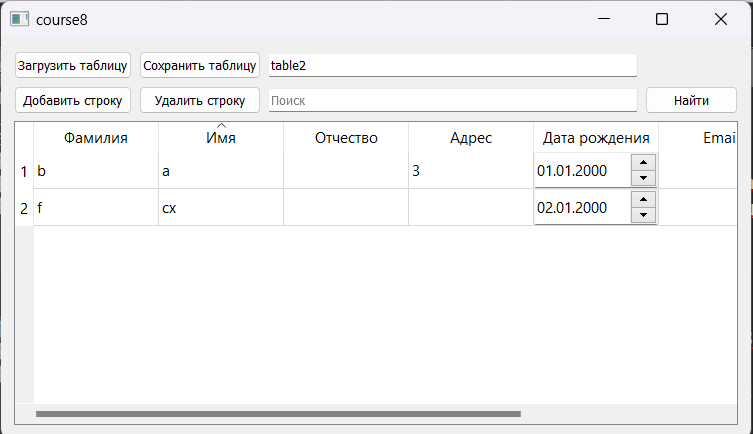 course8
Загрузить таблицу Сохранить таблицу table2
Добавить строку Удалить строку Поиск Найти
Фамилия Имя Отчество Адрес Дата рождения Emai
1 b a 3 01.01.2000
2 f cx 02.01.2000